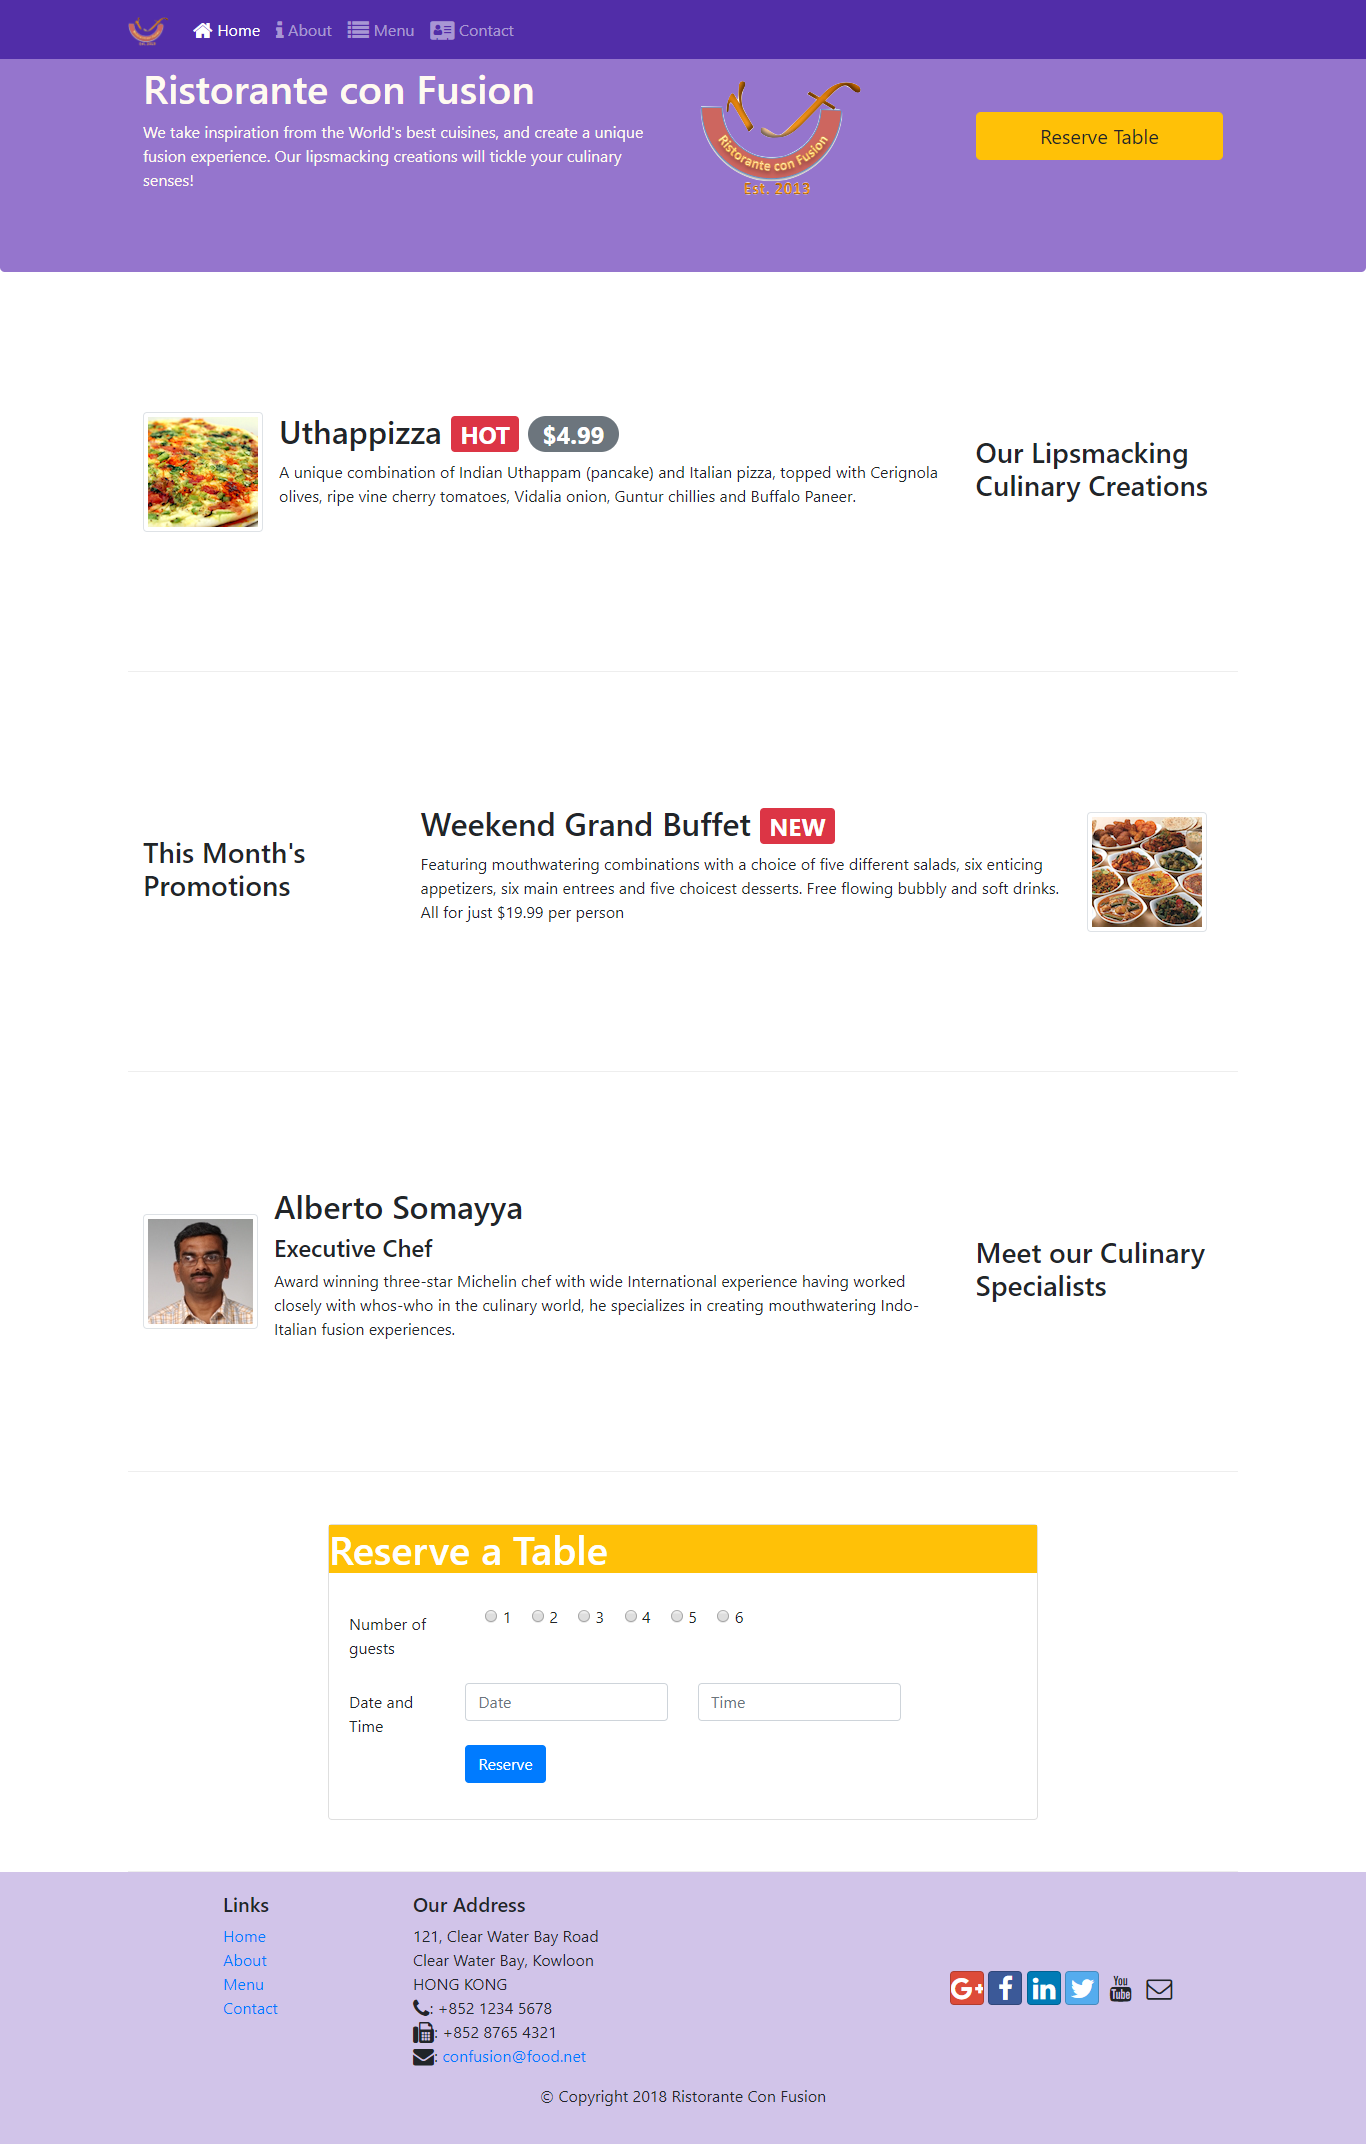 Home About Menu Contact
Ristorante con Fusion
We take inspiration from the World's best cuisines, and create a unique
fusion experience. Our lipsmacking creations will tickle your culinary
senses!
Ristorante con Fusion
Est. 2019
Reserve Table
Uthappizza HOT $4.99
A unique combination of Indian Uthappam (pancake) and Italian pizza, topped with Cerignola
olives, ripe vine cherry tomatoes, Vidalia onion, Guntur chillies and Buffalo Paneer.
Our Lipsmacking
Culinary Creations
This Month's
Promotions
Weekend Grand Buffet NEW
Featuring mouthwatering combinations with a choice of five different salads, six enticing
appetizers, six main entrees and five choicest desserts. Free flowing bubbly and soft drinks.
All for just $19.99 per person
Alberto Somayya
Executive Chef
Award winning three-star Michelin chef with wide International experience having worked
closely with whos-who in the culinary world, he specializes in creating mouthwatering Indo-
Italian fusion experiences.
Meet our Culinary
Specialists
Reserve a Table
Number of
guests
1 2 3 4 5 6
Date and
Time
Date
Time
Reserve
Links
Home
About
Menu
Contact
Our Address
121, Clear Water Bay Road
Clear Water Bay, Kowloon
HONG KONG
: +852 1234 5678
: +852 8765 4321
: confusion@food.net
G+ f in You Tube
© Copyright 2018 Ristorante Con Fusion